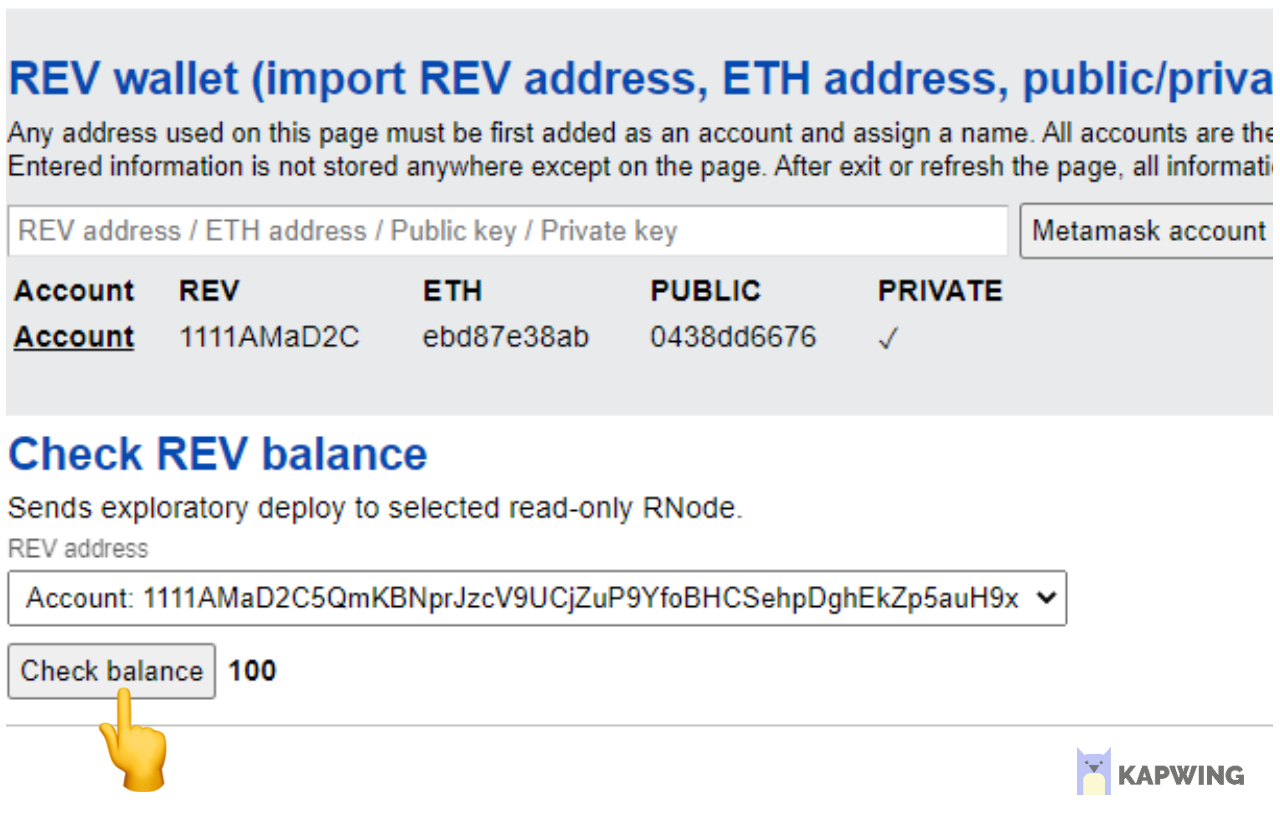 REV wallet (import REV address, ETH address, public/priva
Any address used on this page must be first added as an account and assign a name. All accounts are the
Entered information is not stored anywhere except on the page. After exit or refresh the page, all informati
REV address / ETH address / Public key / Private key
Metamask account
Account REV ETH PUBLIC PRIVATE
Account 1111AMaD2C ebd87e38ab 0438dd6676 ✓
Check REV balance
Sends exploratory deploy to selected read-only RNode.
REV address
Account: 1111AMaD2C5QmKBNprJzcV9UCjZuP9YfoBHCSehpDghEkZp5auH9x
Check balance 100
KAPWING